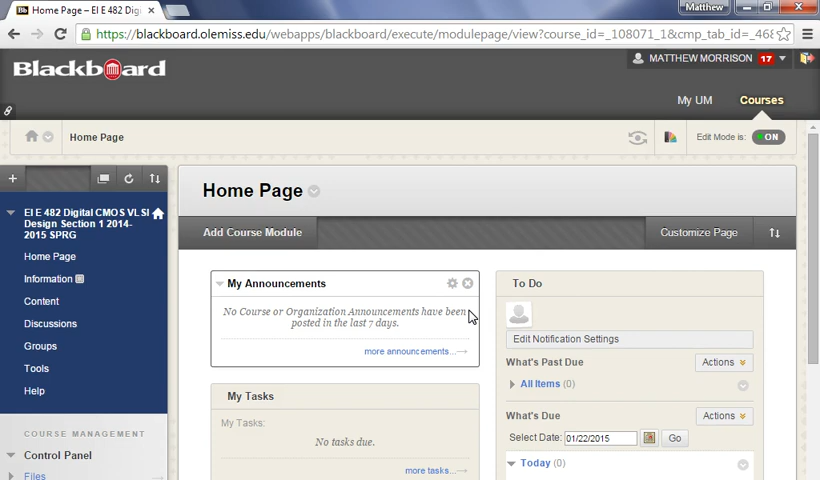 Home Page – EI E 482 Digi
Matthew
https://blackboard.olemiss.edu/webapps/blackboard/execute/modulepage/view?course_id=_108071_1&cmp_tab_id=_468
Blackboard
MATTHEW MORRISON 17
My UM
Courses
Home Page
Edit Mode is: ON
EI E 482 Digital CMOS VLSI
Design Section 1 2014-
2015 SPRG
Home Page
Information
Content
Discussions
Groups
Tools
Help
COURSE MANAGEMENT
Control Panel
Files
Home Page
Add Course Module
Customize Page
My Announcements
No Course or Organization Announcements have been
posted in the last 7 days.
more announcements...
My Tasks
My Tasks:
No tasks due.
more tasks...
To Do
Edit Notification Settings
What's Past Due
Actions
All Items (0)
What's Due
Actions
Select Date: 01/22/2015 Go
Today (0)